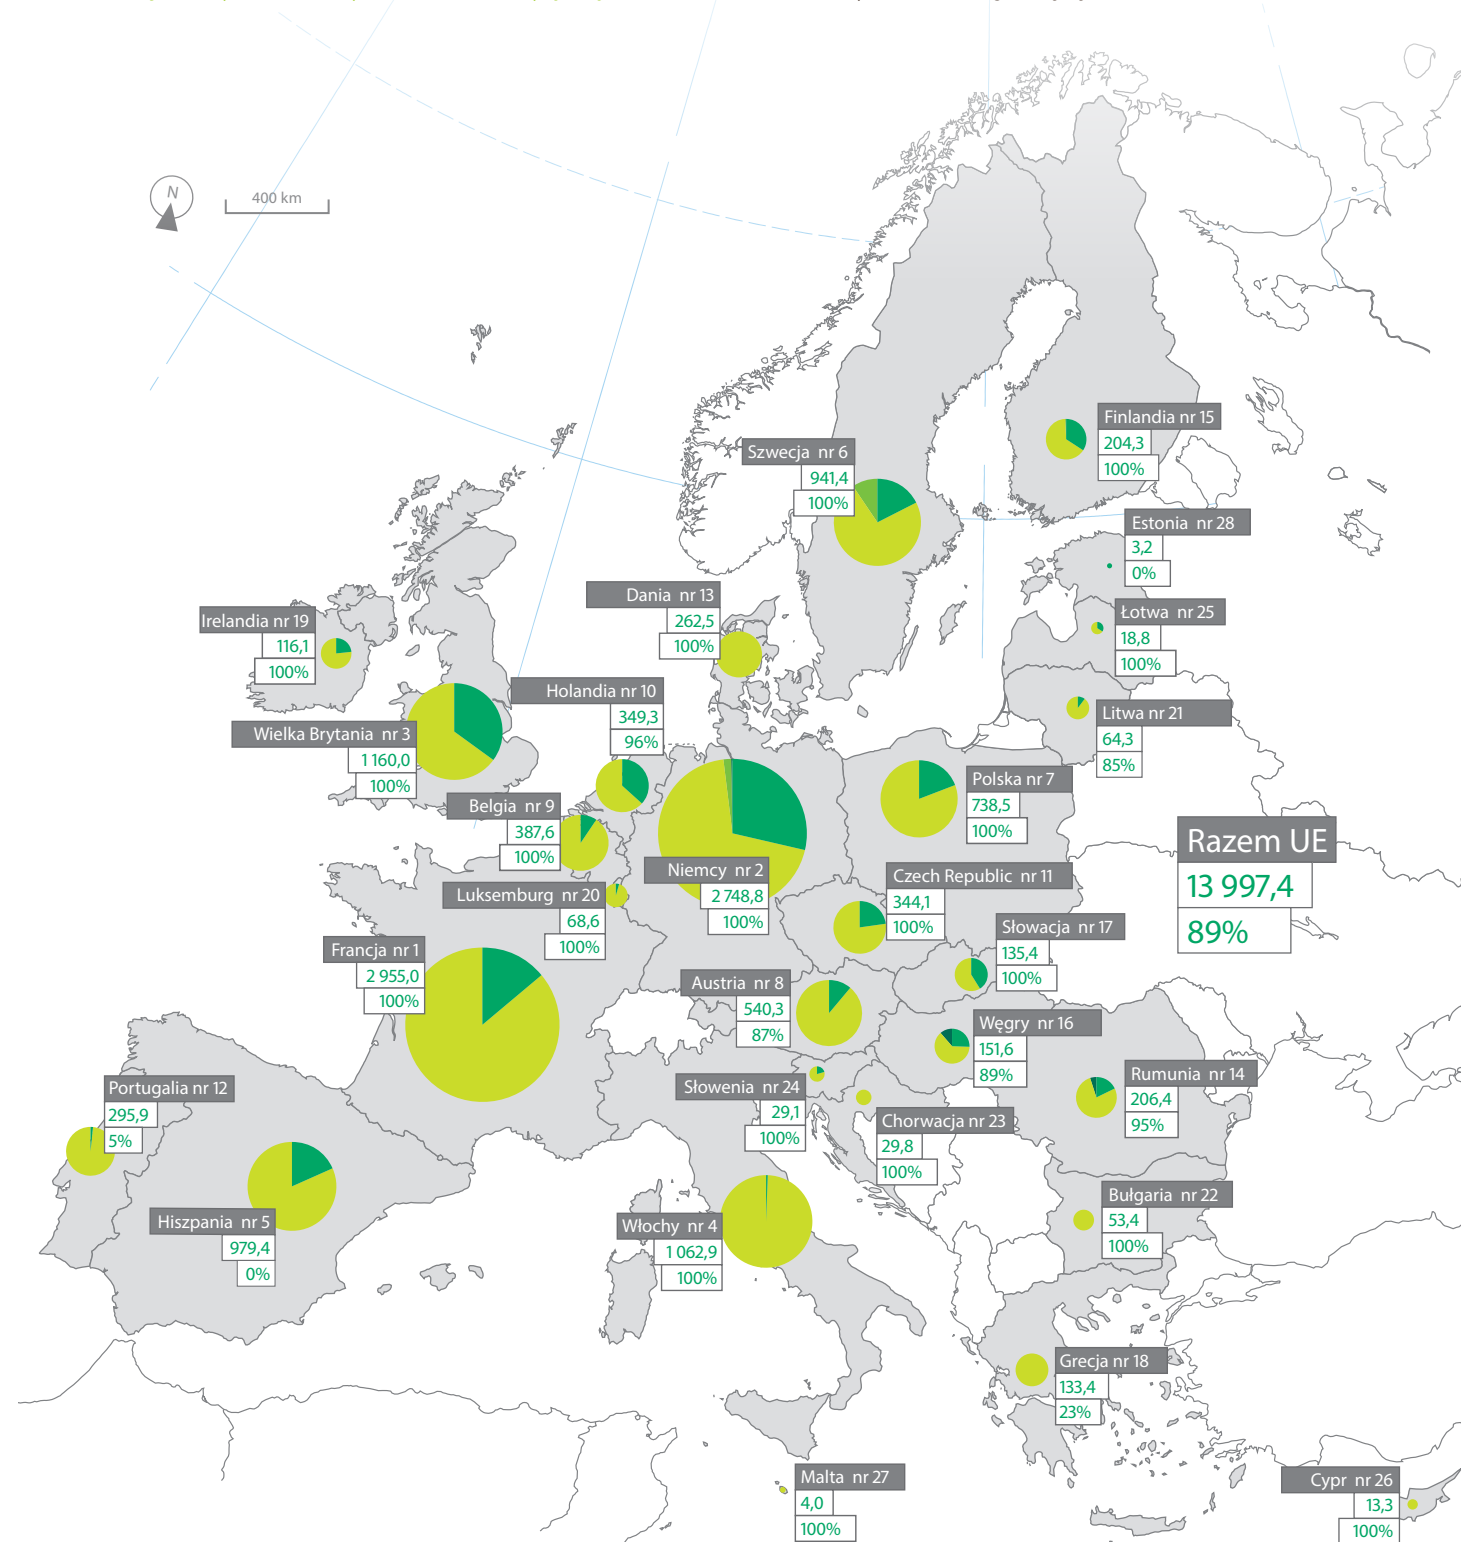 N
400 km
Finlandia nr 15
204,3
100%
Szwecja nr 6
941,4
100%
Estonia nr 28
3,2
0%
Dania nr 13
262,5
100%
Łotwa nr 25
18,8
100%
Irelandia nr 19
116,1
100%
Holandia nr 10
349,3
96%
Litwa nr 21
64,3
85%
Wielka Brytania nr 3
1 160,0
100%
Polska nr 7
738,5
100%
Belgia nr 9
387,6
100%
Razem UE
13 997,4
89%
Niemcy nr 2
2 748,8
100%
Czech Republic nr 11
344,1
100%
Luksemburg nr 20
68,6
100%
Słowacja nr 17
135,4
100%
Francja nr 1
2 955,0
100%
Austria nr 8
540,3
87%
Węgry nr 16
151,6
89%
Rumunia nr 14
206,4
95%
Portugalia nr 12
295,9
5%
Słowenia nr 24
29,1
100%
Chorwacja nr 23
29,8
100%
Bułgaria nr 22
53,4
100%
Hiszpania nr 5
979,4
0%
Włochy nr 4
1 062,9
100%
Grecja nr 18
133,4
23%
Malta nr 27
4,0
100%
Cypr nr 26
13,3
100%